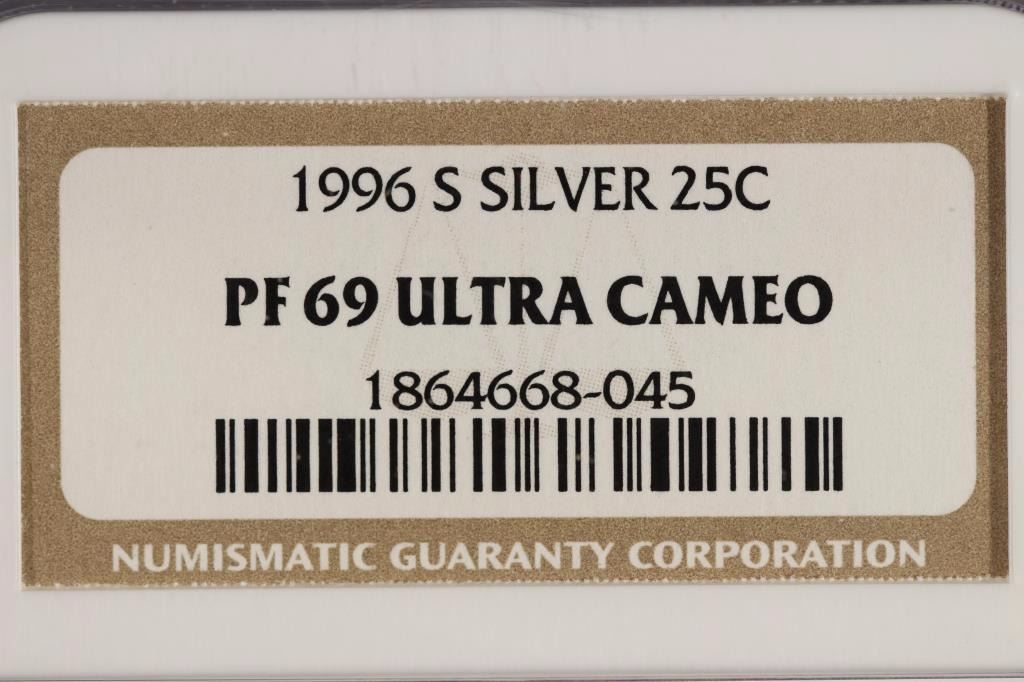 1996 S SILVER 25C
PF 69 ULTRA CAMEO
1864668-045
NUMISMATIC GUARANTY CORPORATION